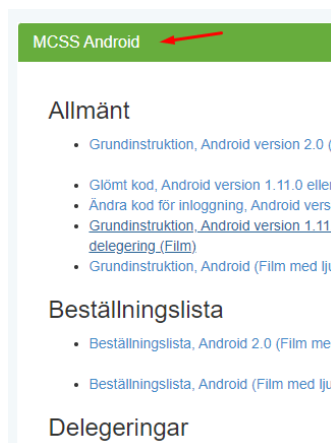 MCSS Android
Allmänt
Grundinstruktion, Android version 2.0 (
Glömt kod, Android version 1.11.0 eller
Ändra kod för inloggning, Android vers
Grundinstruktion, Android version 1.11
delegering (Film)
Grundinstruktion, Android (Film med lju
Beställningslista
Beställningslista, Android 2.0 (Film me
Beställningslista, Android (Film med lju
Delegeringar